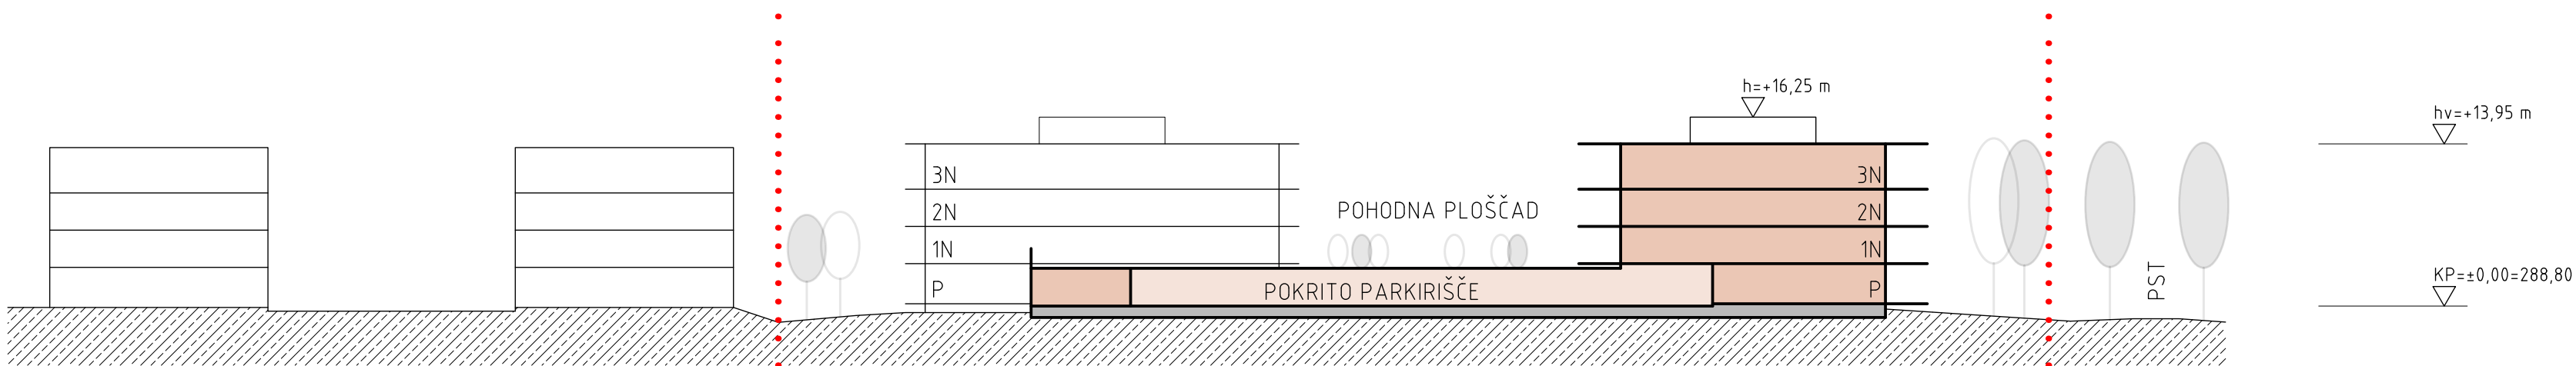 h=+16,25 m
hv=+13,95 m
3N
3N
2N
POHODNA PLOŠČAD
2N
1N
1N
P
POKRITO PARKIRIŠČE
P
PST
KP=±0,00=288,80